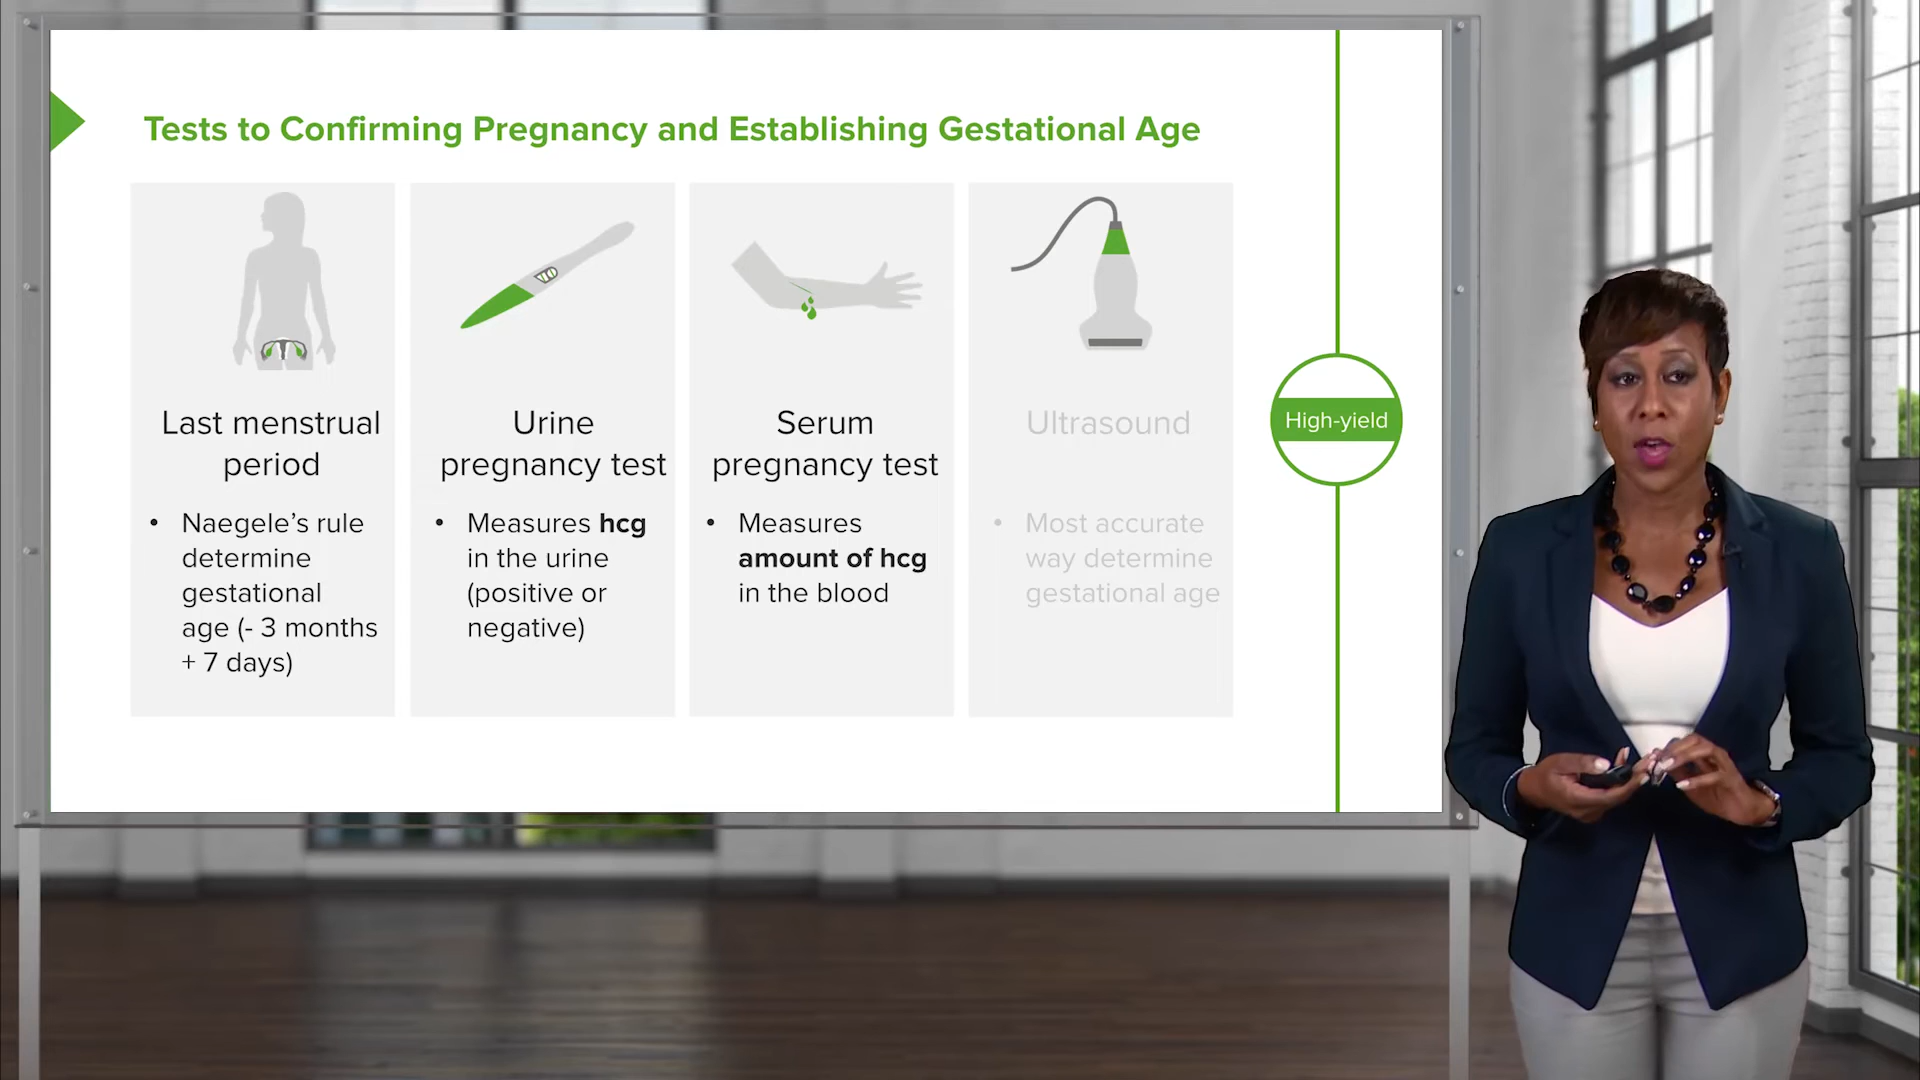 Tests to Confirming Pregnancy and Establishing Gestational Age
Last menstrual
period
• Naegele’s rule
determine
gestational
age (- 3 months
+ 7 days)
Urine
pregnancy test
• Measures hcg
in the urine
(positive or
negative)
Serum
pregnancy test
• Measures
amount of hcg
in the blood
Ultrasound
• Most accurate
way determine
gestational age
High-yield